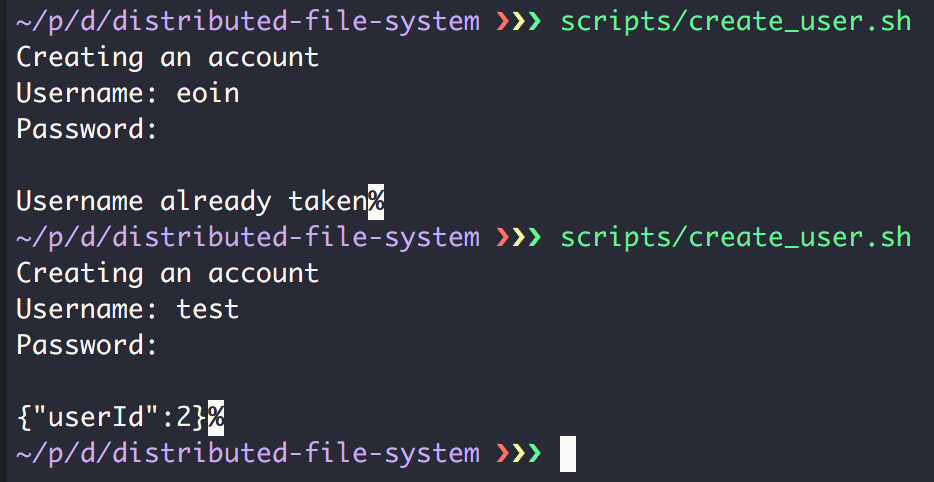 ~/p/d/distributed-file-system ❯❯❯ scripts/create_user.sh
Creating an account
Username: eoin
Password:
Username already taken%
~/p/d/distributed-file-system ❯❯❯ scripts/create_user.sh
Creating an account
Username: test
Password:
{"userId":2}%
~/p/d/distributed-file-system ❯❯❯